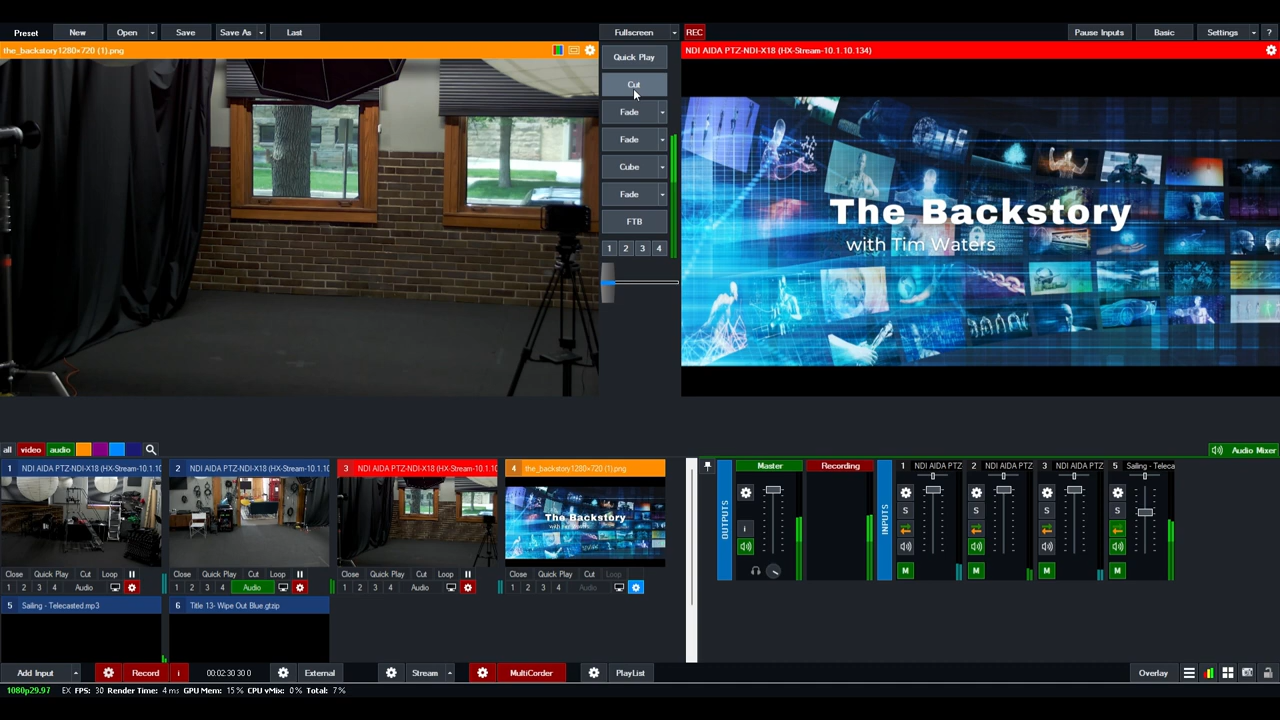 Preset New Open Save Save As Last Fullscreen REC Pause Inputs Basic Settings ?
the_backstory1280×720 (1).png
NDI AIDA PTZ-NDI-X18 (HX-Stream-10.1.10.134)
Quick Play
Cut
Fade
Fade
Cube
Fade
FTB
1 2 3 4
The Backstory
with Tim Waters
all video audio
Audio Mixer
1 NDI AIDA PTZ-NDI-X18 (HX-Stream-10.1.10
2 NDI AIDA PTZ-NDI-X18 (HX-Stream-10.1.10
3 NDI AIDA PTZ-NDI-X18 (HX-Stream-10.1.10
4 the_backstory1280×720 (1).png
The Backstory
with Tim Waters
Close Quick Play Cut Loop
Close Quick Play Cut Loop
Close Quick Play Cut Loop
Close Quick Play Cut Loop
1 2 3 4 Audio
1 2 3 4 Audio
1 2 3 4 Audio
1 2 3 4 Audio
5 Sailing - Telecasted.mp3
6 Title 13- Wipe Out Blue.gtzip
OUTPUTS
Master
Recording
INPUTS
1 NDI AIDA PTZ
2 NDI AIDA PTZ
3 NDI AIDA PTZ
5 Sailing - Teleca
S S S S
i
M M M M
Add Input Record i 00:02:30 30.0 External Stream MultiCorder PlayList Overlay
1080p29.97 EX FPS: 30 Render Time: 4 ms GPU Mem: 15 % CPU vMix: 0 % Total: 7 %